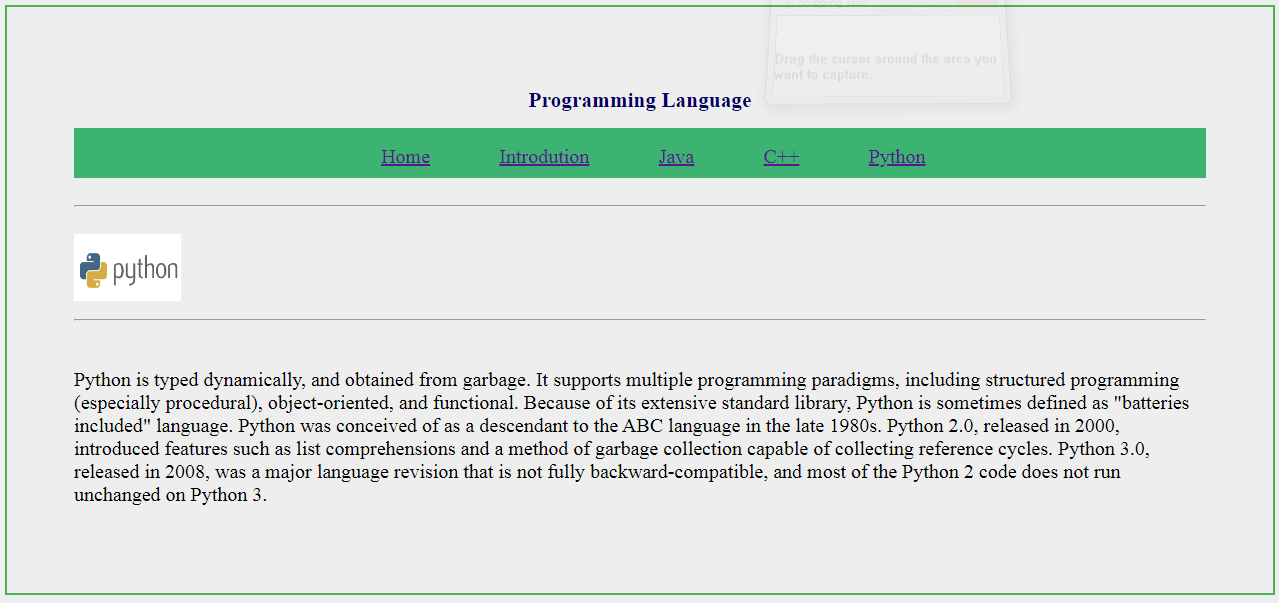 Drag the cursor around the area you
want to capture.
Programming Language
Home Introdution Java C++ Python
python
Python is typed dynamically, and obtained from garbage. It supports multiple programming paradigms, including structured programming
(especially procedural), object-oriented, and functional. Because of its extensive standard library, Python is sometimes defined as "batteries
included" language. Python was conceived of as a descendant to the ABC language in the late 1980s. Python 2.0, released in 2000,
introduced features such as list comprehensions and a method of garbage collection capable of collecting reference cycles. Python 3.0,
released in 2008, was a major language revision that is not fully backward-compatible, and most of the Python 2 code does not run
unchanged on Python 3.